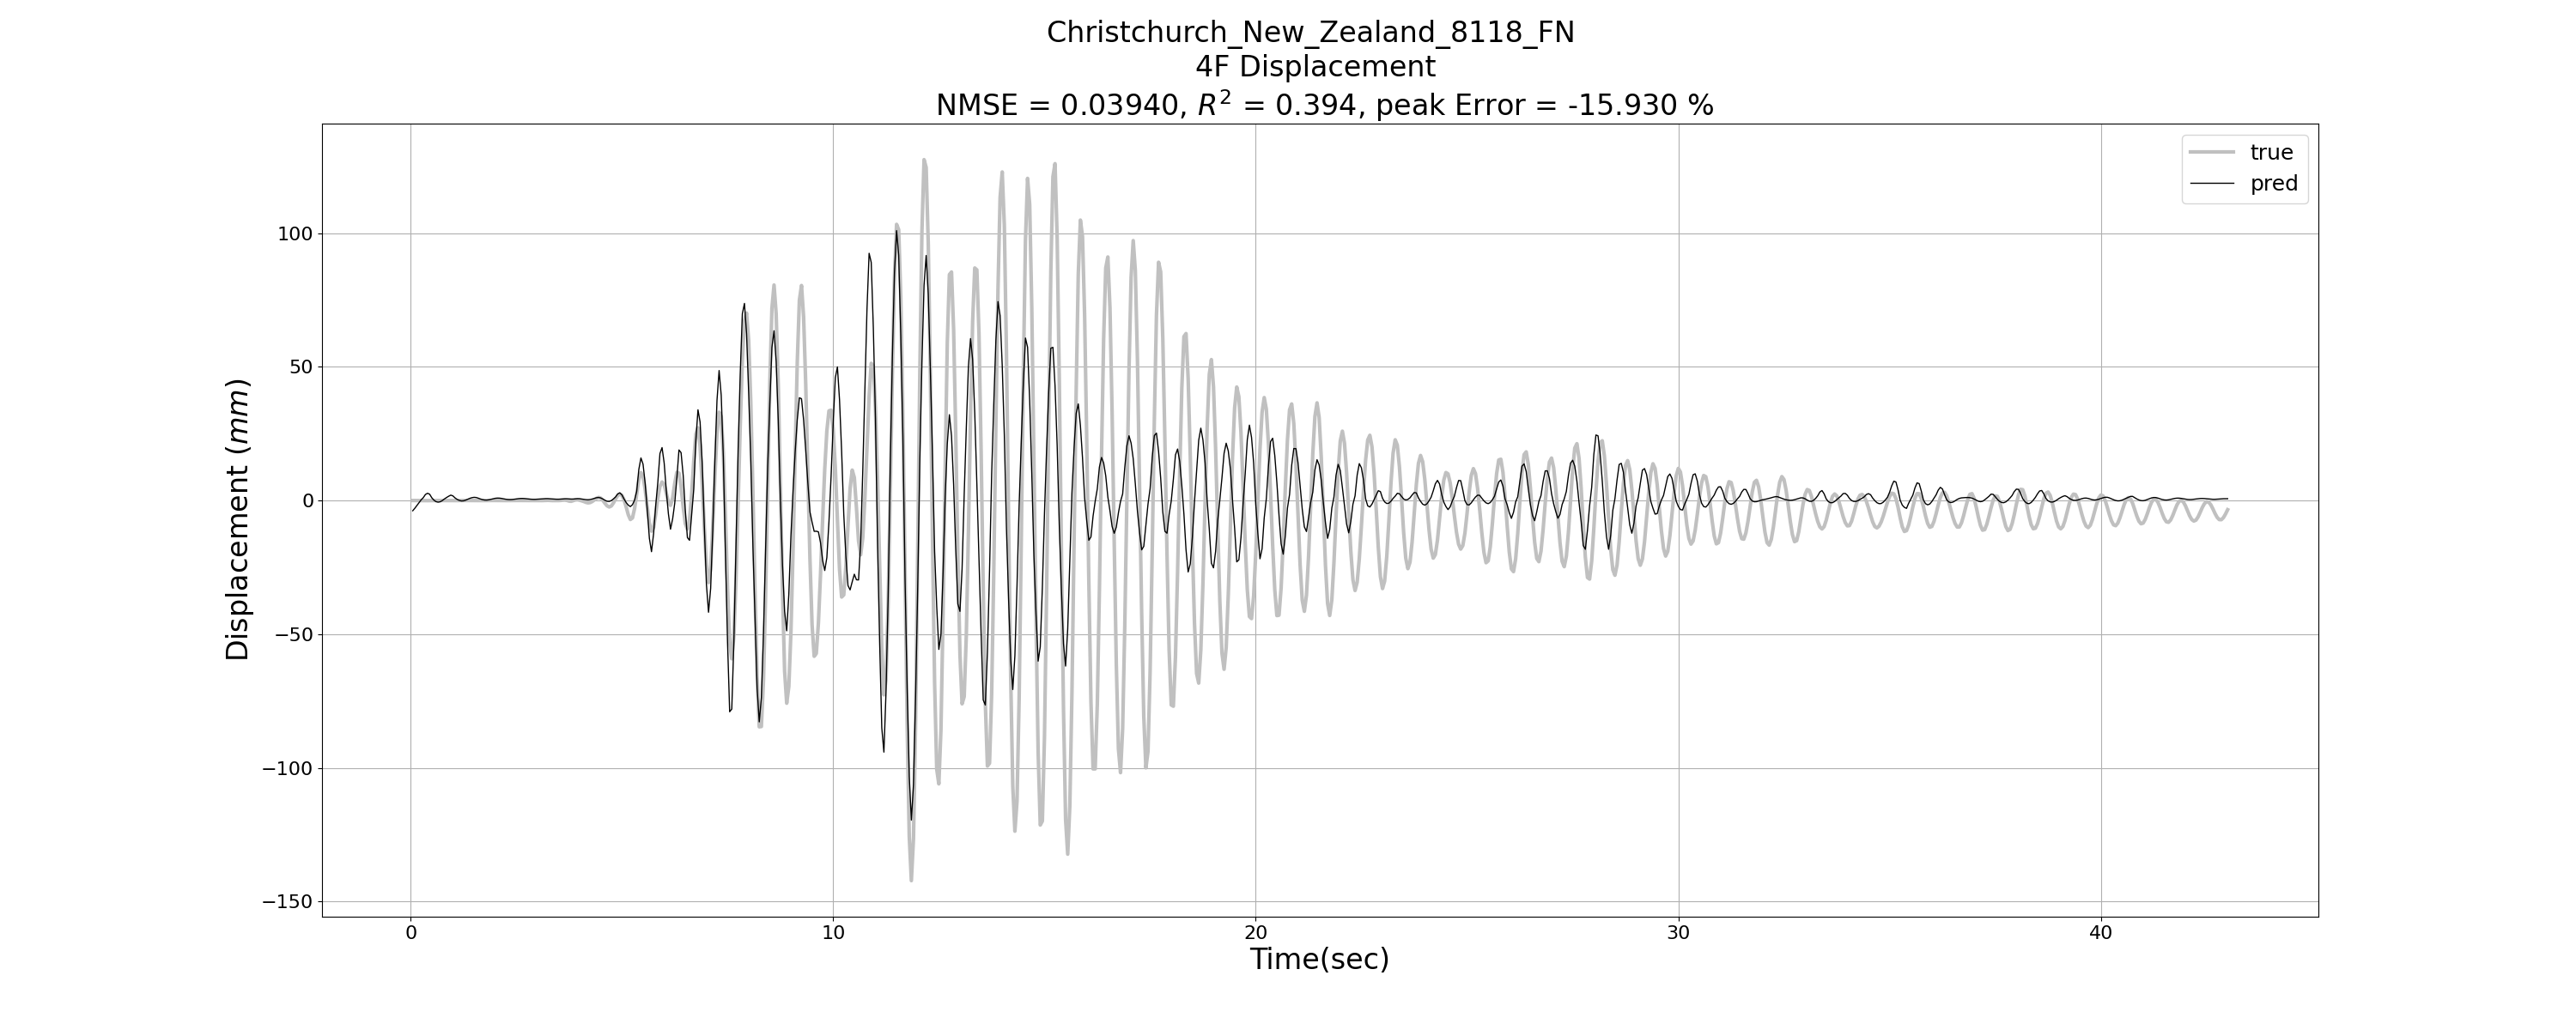 Christchurch_New_Zealand_8118_FN
4F Displacement
NMSE = 0.03940, R² = 0.394, peak Error = -15.930 %
true
pred
Displacement (mm)
100
50
0
−50
−100
−150
0 10 20 30 40
Time(sec)